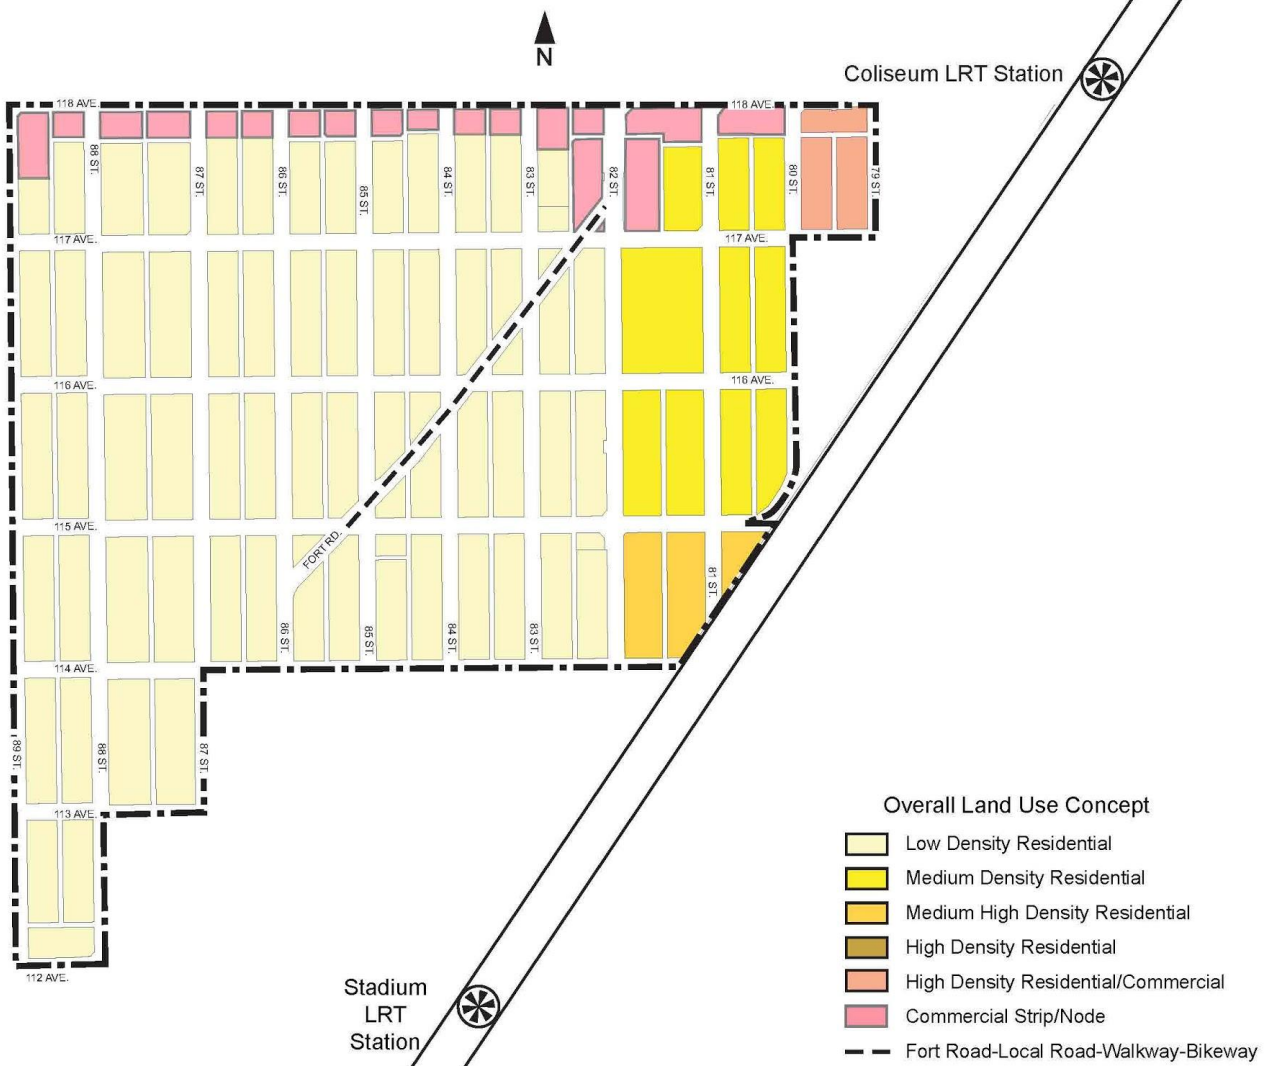 N
Coliseum LRT Station
118 AVE.
118 AVE.
88 ST.
87 ST.
86 ST.
85 ST.
84 ST.
83 ST.
82 ST.
81 ST.
80 ST.
79 ST.
117 AVE.
117 AVE.
116 AVE.
116 AVE.
115 AVE.
FORT RD.
81 ST.
86 ST.
85 ST.
84 ST.
83 ST.
114 AVE.
89 ST.
88 ST.
87 ST.
113 AVE.
112 AVE.
Stadium
LRT
Station
Overall Land Use Concept
Low Density Residential
Medium Density Residential
Medium High Density Residential
High Density Residential
High Density Residential/Commercial
Commercial Strip/Node
Fort Road-Local Road-Walkway-Bikeway